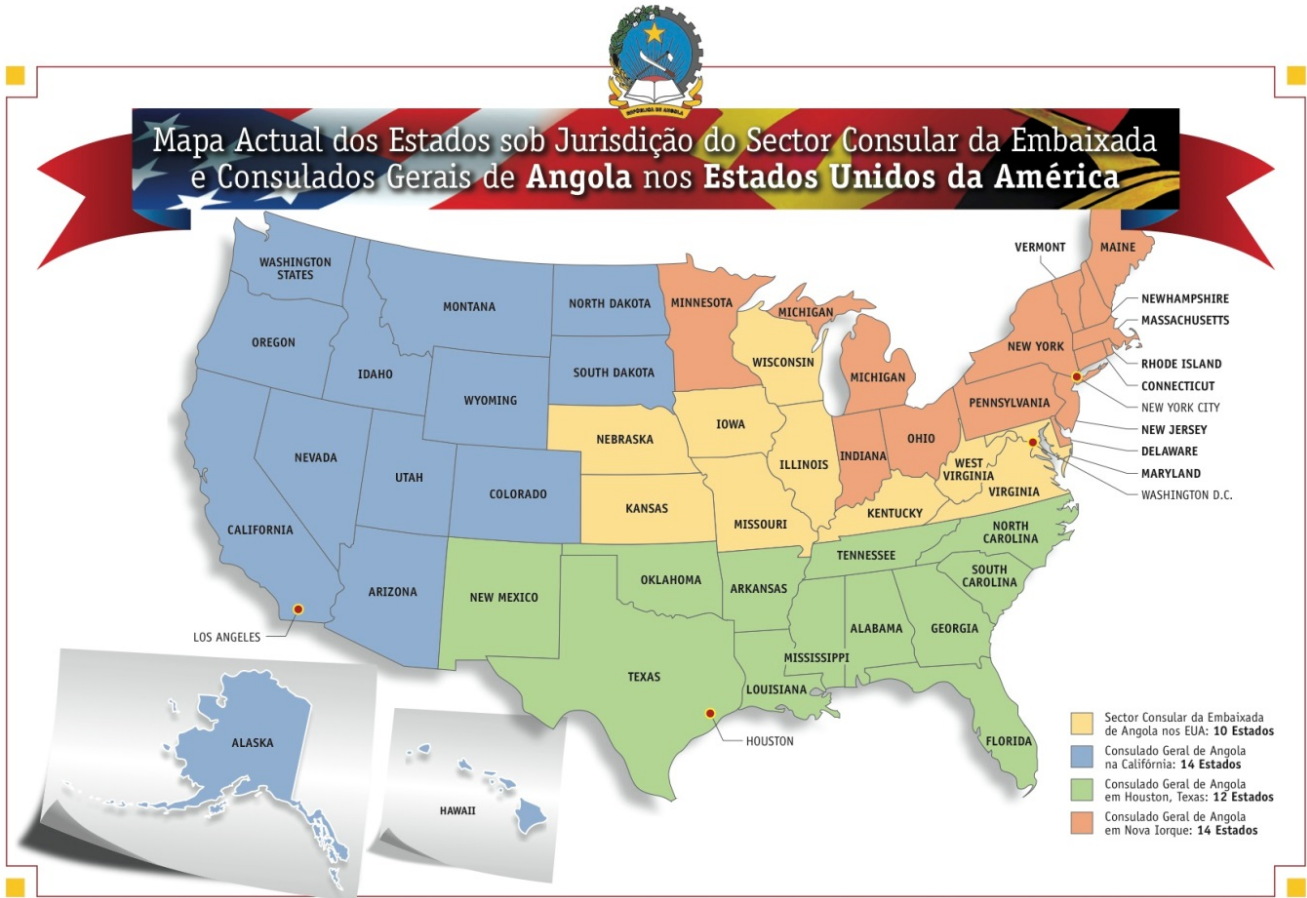 REPÚBLICA DE ANGOLA
Mapa Actual dos Estados sob Jurisdição do Sector Consular da Embaixada
e Consulados Gerais de Angola nos Estados Unidos da América
VERMONT
MAINE
WASHINGTON
STATES
MONTANA
NORTH DAKOTA
MINNESOTA
MICHIGAN
NEWHAMPSHIRE
MASSACHUSETTS
OREGON
IDAHO
WYOMING
SOUTH DAKOTA
WISCONSIN
MICHIGAN
NEW YORK
RHODE ISLAND
CONNECTICUT
NEW YORK CITY
PENNSYLVANIA
NEW JERSEY
DELAWARE
MARYLAND
WASHINGTON D.C.
NEBRASKA
IOWA
ILLINOIS
INDIANA
OHIO
WEST
VIRGINIA
VIRGINIA
NEVADA
UTAH
COLORADO
KANSAS
MISSOURI
KENTUCKY
CALIFORNIA
NORTH
CAROLINA
TENNESSEE
SOUTH
CAROLINA
ARIZONA
NEW MEXICO
OKLAHOMA
ARKANSAS
ALABAMA
GEORGIA
LOS ANGELES
MISSISSIPPI
TEXAS
LOUISIANA
HOUSTON
FLORIDA
ALASKA
HAWAII
Sector Consular da Embaixada
de Angola nos EUA: 10 Estados
Consulado Geral de Angola
na Califórnia: 14 Estados
Consulado Geral de Angola
em Houston, Texas: 12 Estados
Consulado Geral de Angola
em Nova Iorque: 14 Estados